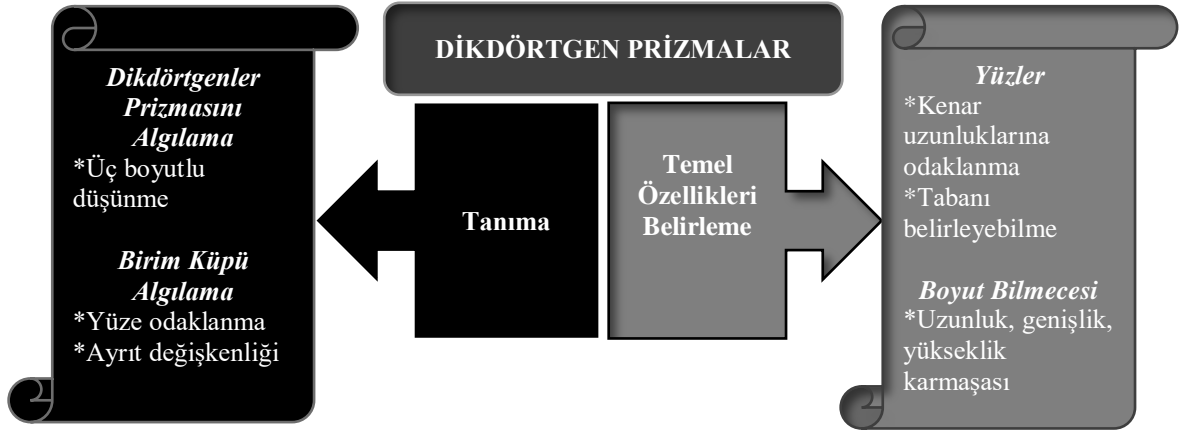 DİKDÖRTGEN PRİZMALAR
Dikdörtgenler
Prizmasını
Algılama
*Üç boyutlu
düşünme
Birim Küpü
Algılama
*Yüze odaklanma
*Ayrıt değişkenliği
Tanıma
Temel
Özellikleri
Belirleme
Yüzler
*Kenar
uzunluklarına
odaklanma
*Tabanı
belirleyebilme
Boyut Bilmecesi
*Uzunluk, genişlik,
yükseklik
karmaşası